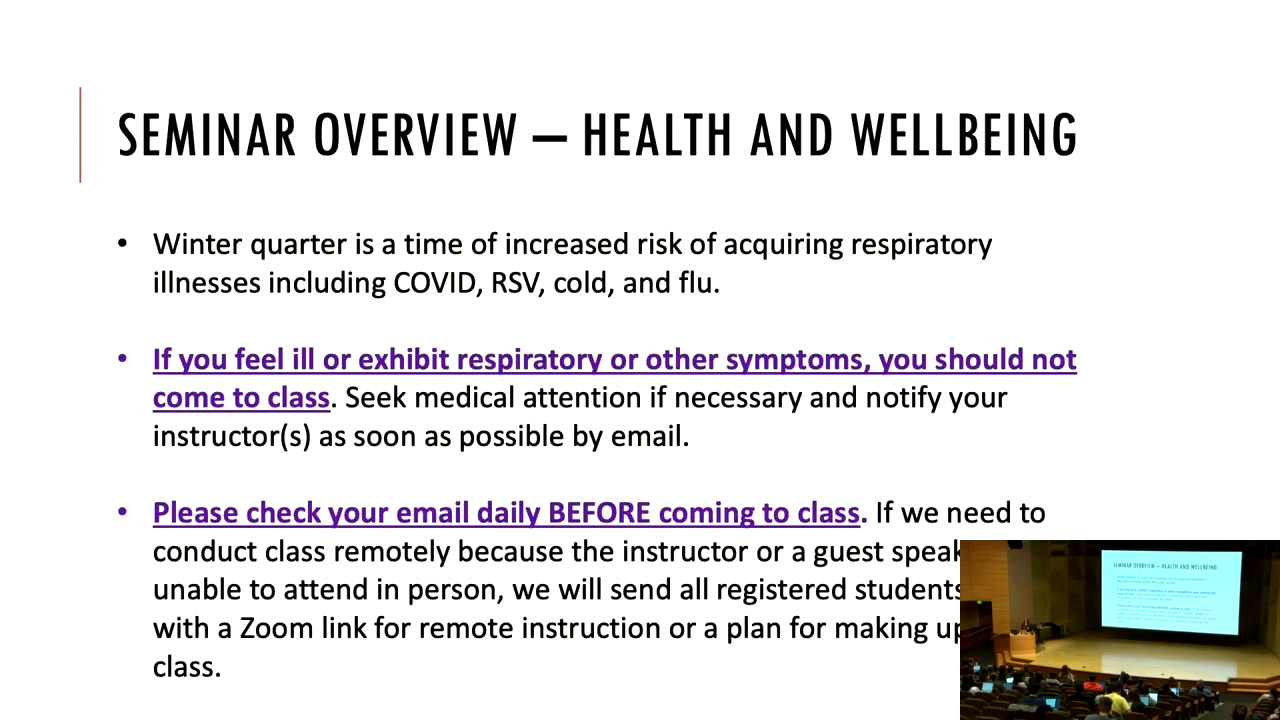 SEMINAR OVERVIEW – HEALTH AND WELLBEING
• Winter quarter is a time of increased risk of acquiring respiratory
illnesses including COVID, RSV, cold, and flu.
• If you feel ill or exhibit respiratory or other symptoms, you should not
come to class. Seek medical attention if necessary and notify your
instructor(s) as soon as possible by email.
• Please check your email daily BEFORE coming to class. If we need to
conduct class remotely because the instructor or a guest
unable to attend in person, we will send all registered students
with a Zoom link for remote instruction or a plan for making
class.
SEMINAR OVERVIEW – HEALTH AND WELLBEING